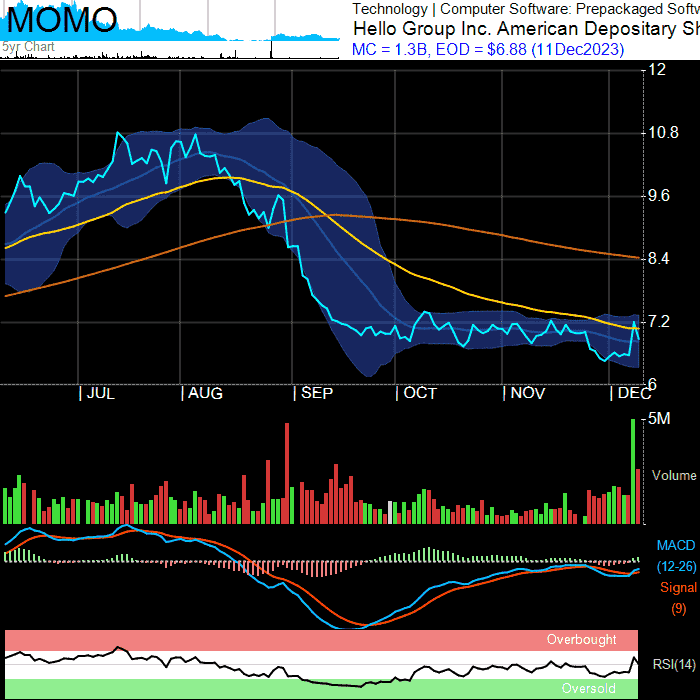 MOMO
5yr Chart
Technology | Computer Software: Prepackaged Softw
Hello Group Inc. American Depositary Sh
MC = 1.3B, EOD = $6.88 (11Dec2023)
12
10.8
9.6
8.4
7.2
6
| JUL | AUG | SEP | OCT | NOV | DEC
5M
Volume
MACD
(12-26)
Signal
(9)
Overbought
RSI(14)
Oversold